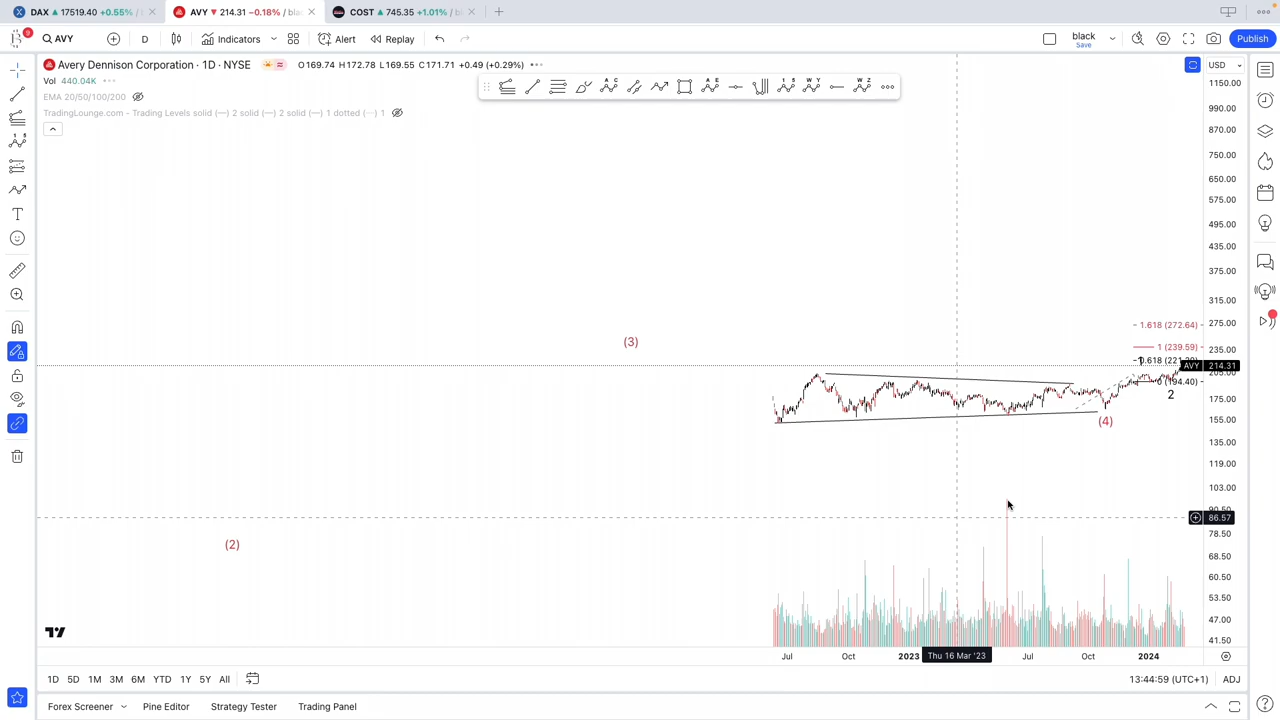 DAX ▲ 17519.40 +0.55% / AVY ▼ 214.31 −0.18% / blac COST ▲ 745.35 +1.01% / b
AVY D Indicators Alert Replay black Save Publish
Avery Dennison Corporation · 1D · NYSE O169.74 H172.78 L169.55 C171.71 +0.49 (+0.29%) USD
Vol 440.04K
EMA 20/50/100/200
TradingLounge.com - Trading Levels solid (—) 2 solid (—) 2 solid (—) 1 dotted (—) 1
1150.00
990.00
870.00
750.00
650.00
575.00
495.00
435.00
375.00
315.00
1.618 (272.64) 275.00
(3)
1 (239.59) 235.00
1
AVY 214.31
0 (194.40)
2 175.00
(4) 155.00
135.00
119.00
103.00
86.57
78.50
(2)
68.50
60.50
53.50
47.00
41.50
Jul Oct 2023 Thu 16 Mar '23 Jul Oct 2024
1D 5D 1M 3M 6M YTD 1Y 5Y All 13:44:59 (UTC+1) ADJ
Forex Screener Pine Editor Strategy Tester Trading Panel